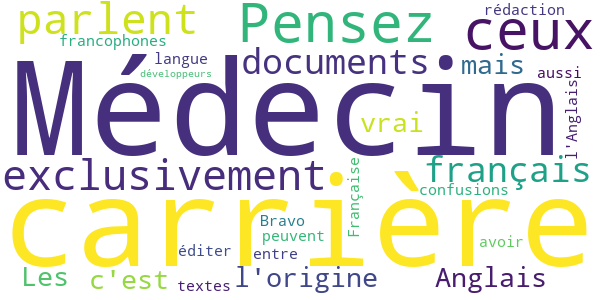 parlent
Pensez
rédaction
ceux
francophones
langue
développeurs
documents
mais
aussi
Médecin
vrai
l'Anglais
exclusivement
français
confusions
carrière
Française
Bravo
peuvent
éditer
entre
avoir
Les
c'est
textes
l'origine
Anglais